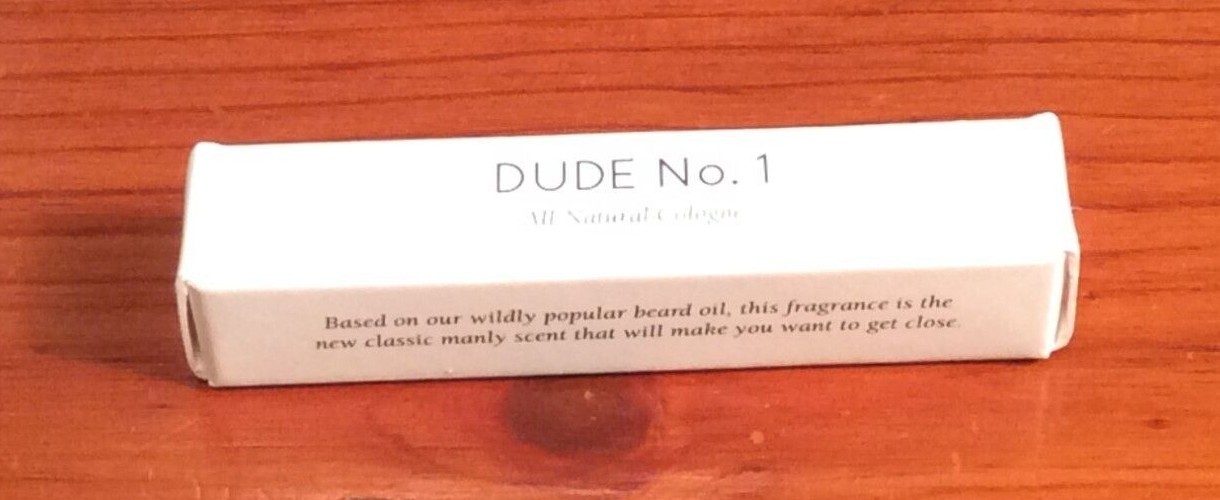 DUDE No. 1
All Natural Cologne
Based on our wildly popular beard oil, this fragrance is the
new classic manly scent that will make you want to get close.